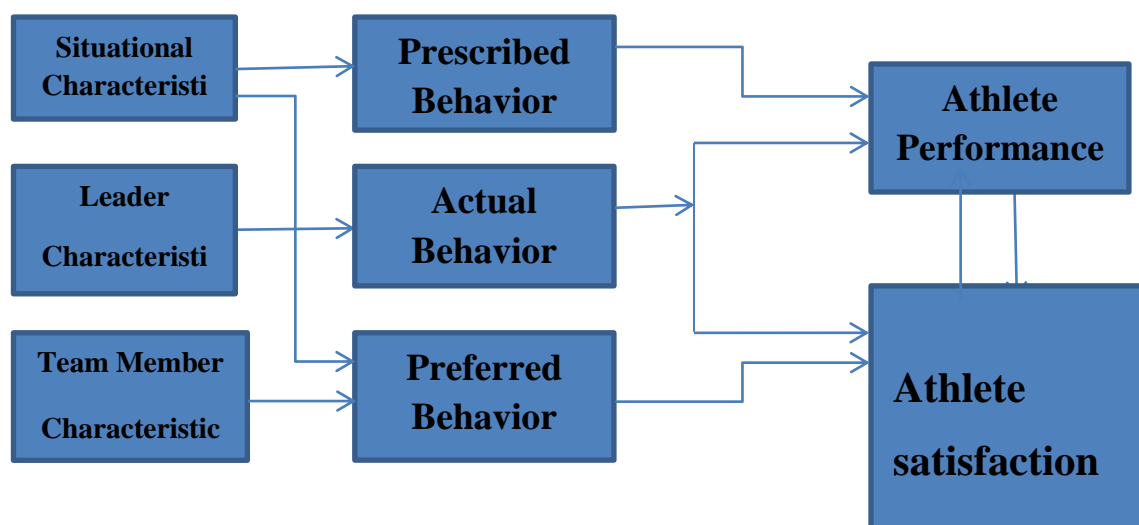 Situational
Characteristi
Prescribed
Behavior
Athlete
Performance
Leader
Characteristi
Actual
Behavior
Team Member
Characteristic
Preferred
Behavior
Athlete
satisfaction